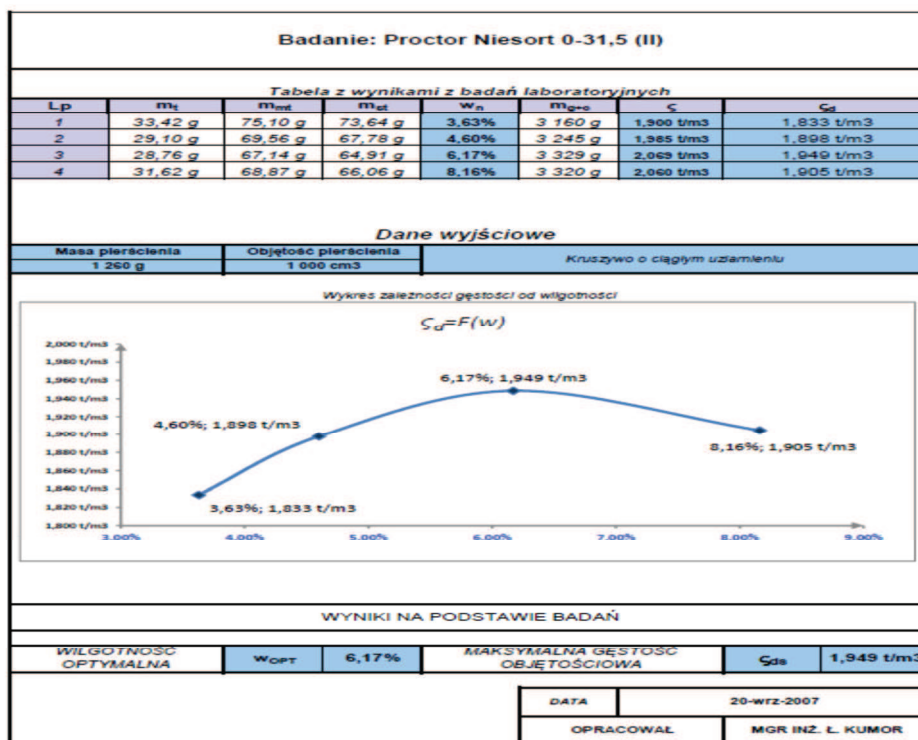 Badanie: Proctor Niesort 0-31,5 (II)
Tabela z wynikami z badań laboratoryjnych
Lp mt mmt mst wn mg+c ς ςd
1 33,42 g 75,10 g 73,64 g 3,63% 3 160 g 1,900 t/m3 1,833 t/m3
2 29,10 g 69,56 g 67,78 g 4,60% 3 245 g 1,985 t/m3 1,898 t/m3
3 28,76 g 67,14 g 64,91 g 6,17% 3 329 g 2,069 t/m3 1,949 t/m3
4 31,62 g 68,87 g 66,06 g 8,16% 3 320 g 2,060 t/m3 1,905 t/m3
Dane wyjściowe
Masa pierścienia Objętość pierścienia Kruszywo o ciągłym uziarnieniu
1 260 g 1 000 cm3
Wykres zależności gęstości od wilgotności
ςd=F(w)
2,000 t/m3
1,980 t/m3
1,960 t/m3
1,940 t/m3
1,920 t/m3
1,900 t/m3
1,880 t/m3
1,860 t/m3
1,840 t/m3
1,820 t/m3
1,800 t/m3
6,17%; 1,949 t/m3
4,60%; 1,898 t/m3
8,16%; 1,905 t/m3
3,63%; 1,833 t/m3
3,00% 4,00% 5,00% 6,00% 7,00% 8,00% 9,00%
WYNIKI NA PODSTAWIE BADAŃ
WILGOTNOŚĆ OPTYMALNA wOPT 6,17% MAKSYMALNA GĘSTOŚĆ OBJĘTOŚCIOWA ςds 1,949 t/m3
DATA 20-wrz-2007
OPRACOWAŁ MGR INŻ. Ł. KUMOR